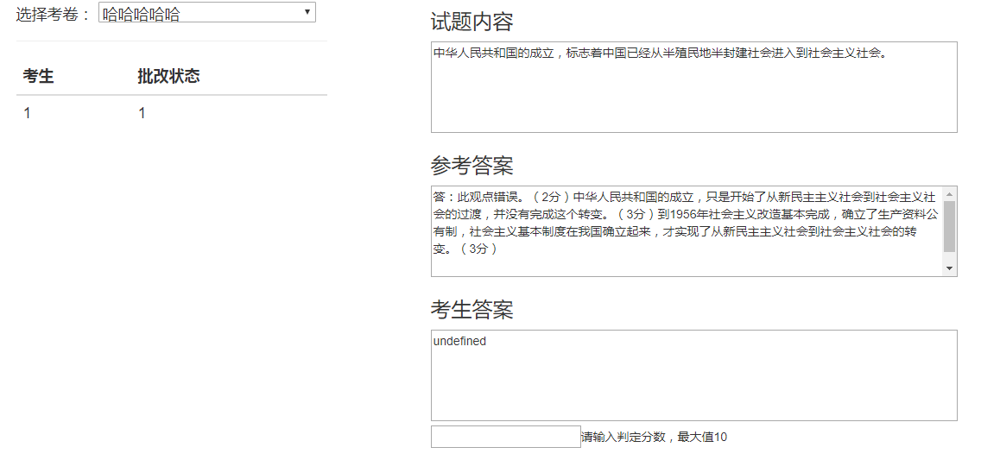 选择考卷： 哈哈哈哈哈
考生 批改状态
1 1
试题内容
中华人民共和国的成立，标志着中国已经从半殖民地半封建社会进入到社会主义社会。
参考答案
答：此观点错误。（2分）中华人民共和国的成立，只是开始了从新民主主义社会到社会主义社
会的过渡，并没有完成这个转变。（3分）到1956年社会主义改造基本完成，确立了生产资料公
有制，社会主义基本制度在我国确立起来，才实现了从新民主主义社会到社会主义社会的转
变。（3分）
考生答案
undefined
请输入判定分数，最大值10